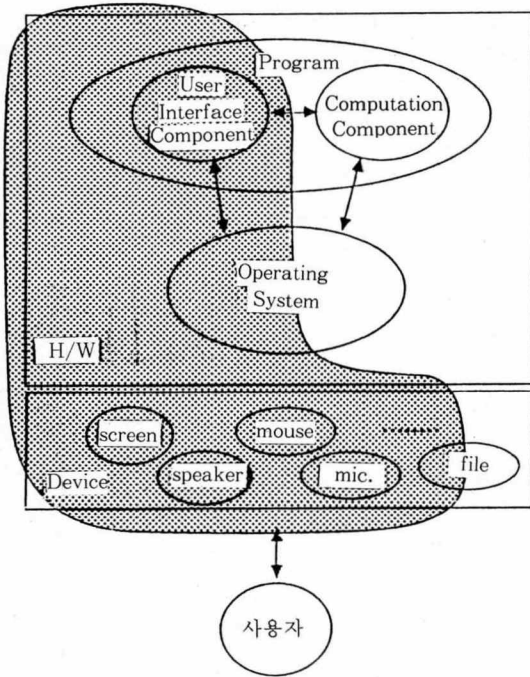 Program
User
Interface
Component
Computation
Component
Operating
System
H/W
screen
mouse
speaker
mic.
file
Device
사용자